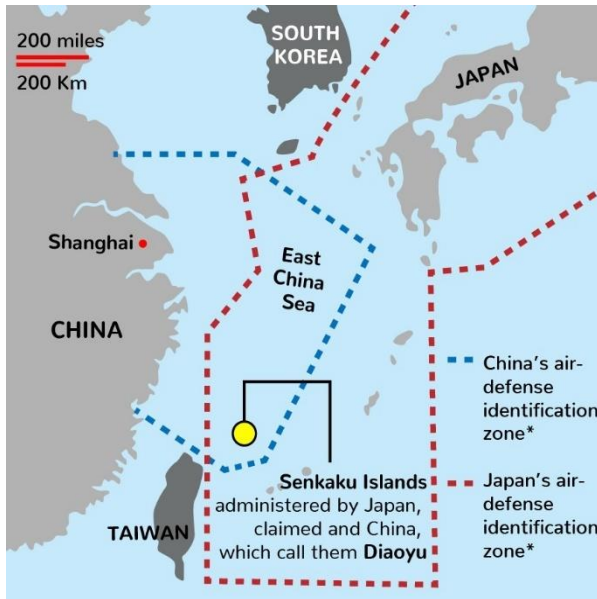 200 miles
200 Km
SOUTH
KOREA
JAPAN
Shanghai
East
China
Sea
CHINA
China's air-
defense
identification
zone*
Senkaku Islands
administered by Japan,
claimed and China,
which call them Diaoyu
Japan's air-
defense
identification
zone*
TAIWAN